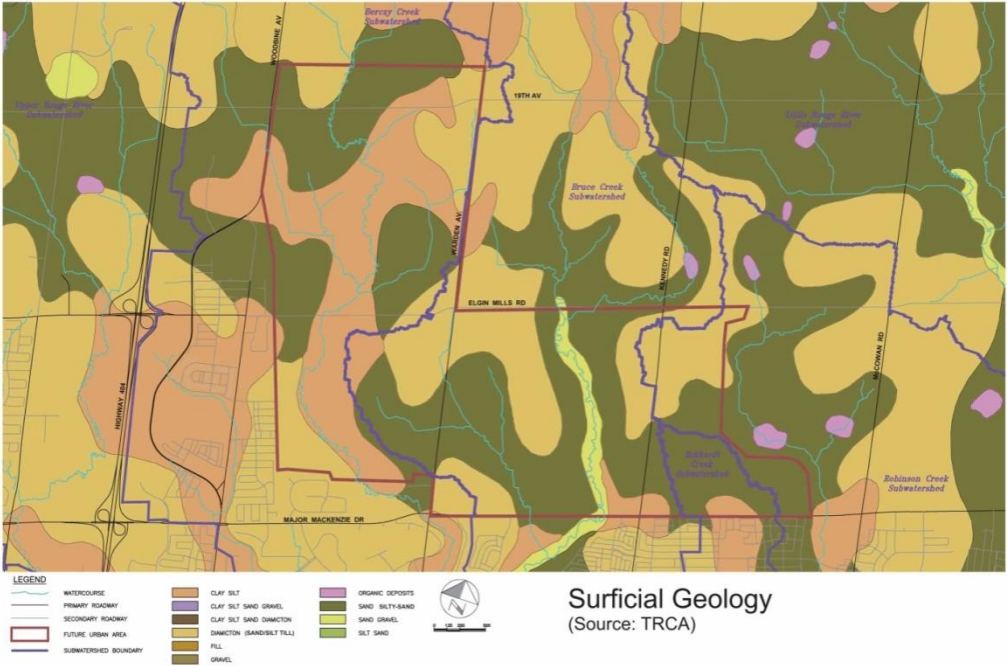 Berczy Creek
Subwatershed
WOODBINE AV
Upper Rouge River
Subwatershed
19TH AV
Little Rouge River
Subwatershed
Bruce Creek
Subwatershed
WARDEN AV
KENNEDY RD
ELGIN MILLS RD
McCOWAN RD
HIGHWAY 404
Eckhardt
Creek
Subwatershed
Robinson Creek
Subwatershed
MAJOR MACKENZIE DR
LEGEND
WATERCOURSE
PRIMARY ROADWAY
SECONDARY ROADWAY
FUTURE URBAN AREA
SUBWATERSHED BOUNDARY
CLAY SILT
CLAY SILT SAND GRAVEL
CLAY SILT SAND DIAMICTON
DIAMICTON (SAND/SILT TILL)
FILL
GRAVEL
ORGANIC DEPOSITS
SAND SILTY-SAND
SAND GRAVEL
SILT SAND
Surficial Geology
(Source: TRCA)